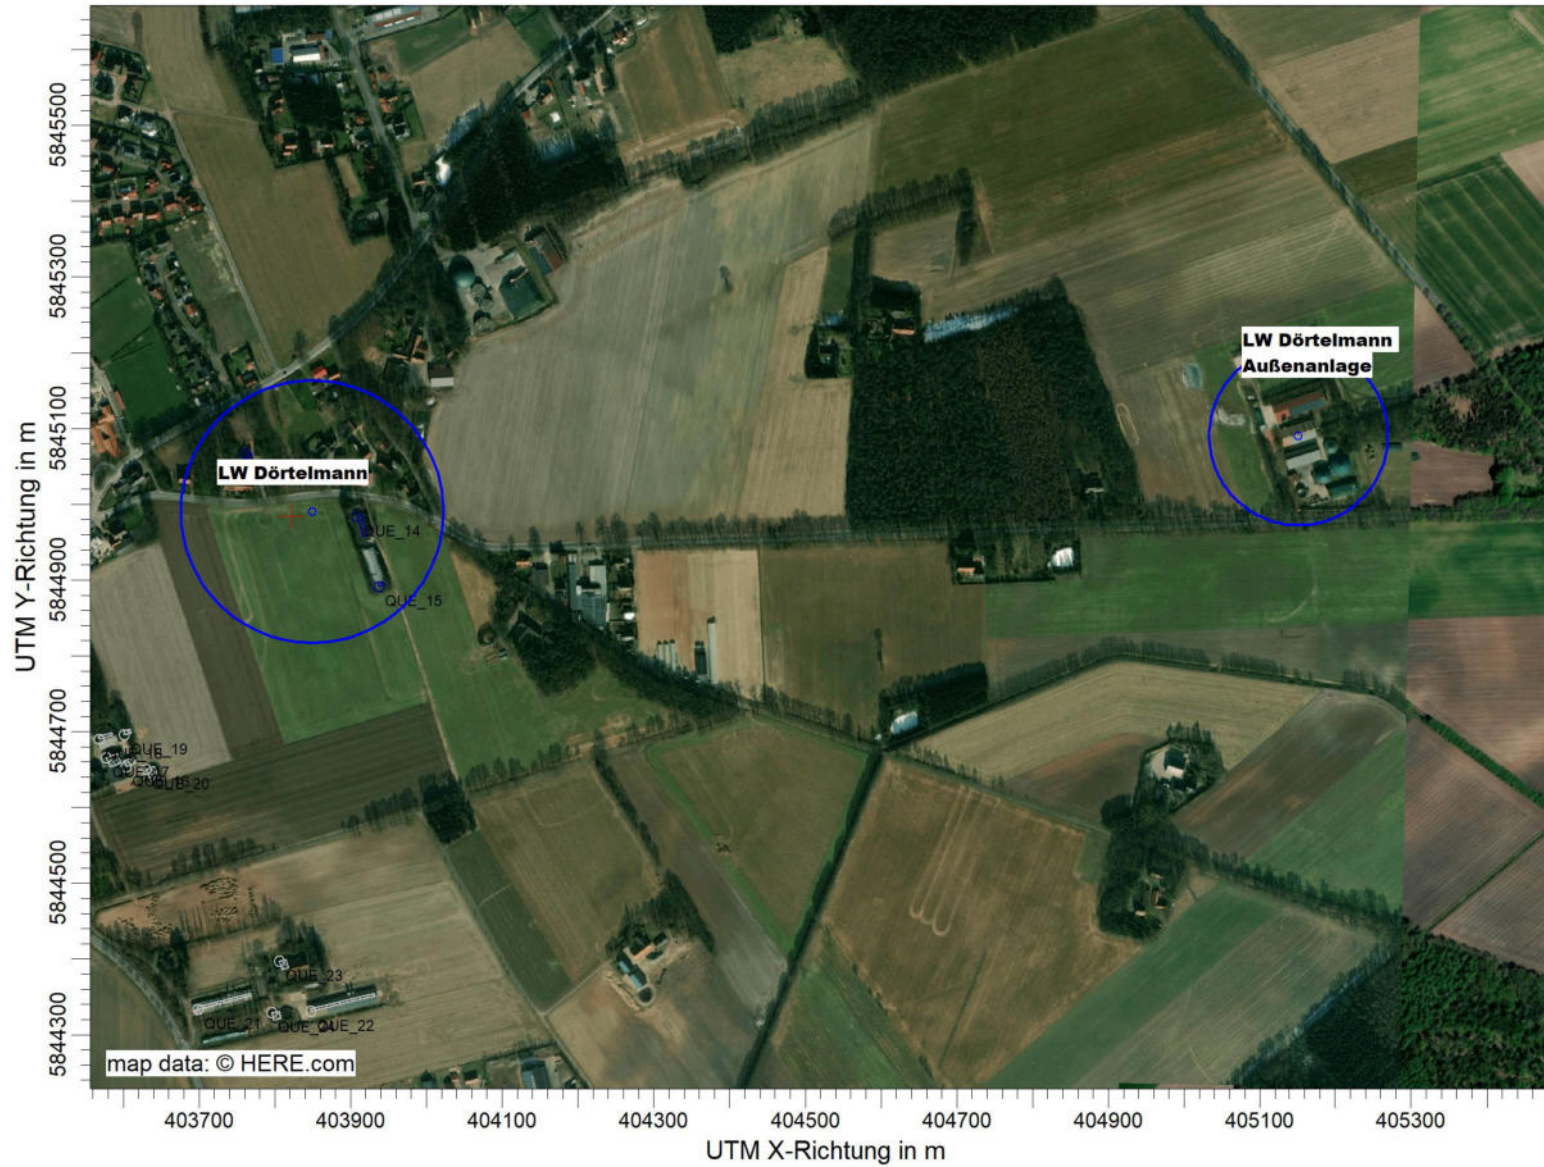 5845500
5845300
5845100
5844900
5844700
5844500
5844300
UTM Y-Richtung in m
LW Dörtelmann
Außenanlage
LW Dörtelmann
QUE_14
QUE_15
QUE_19
QUE_20
QUE_23
QUE_21
QUE_22
map data: © HERE.com
403700
403900
404100
404300
404500
404700
404900
405100
405300
UTM X-Richtung in m